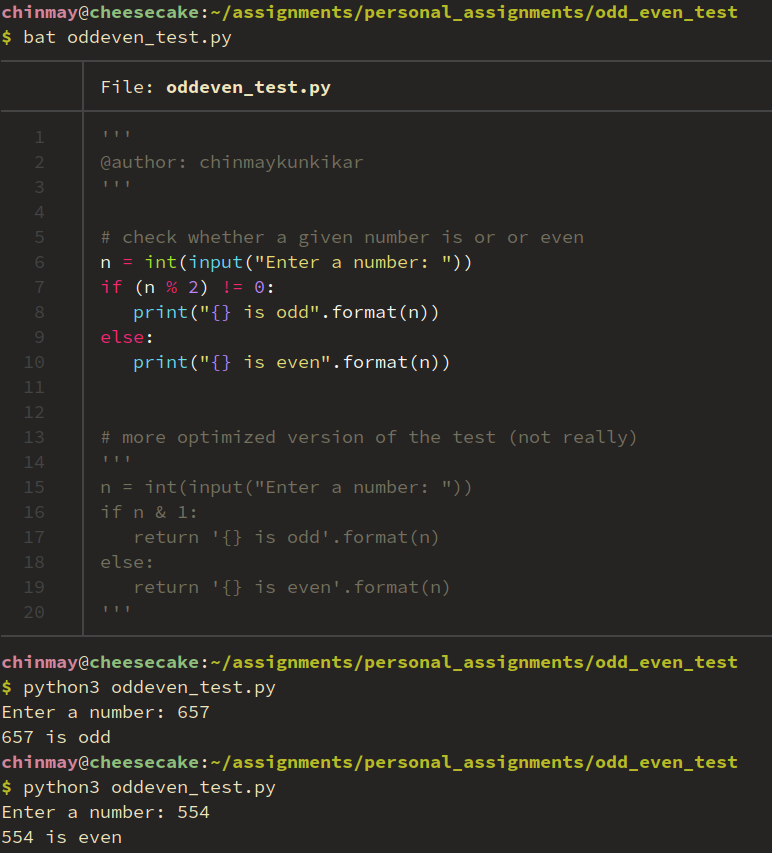 chinmay@cheesecake:~/assignments/personal_assignments/odd_even_test
$ bat oddeven_test.py
File: oddeven_test.py
1 '''
2 @author: chinmaykunkikar
3 '''
4
5 # check whether a given number is or or even
6 n = int(input("Enter a number: "))
7 if (n % 2) != 0:
8    print("{} is odd".format(n))
9 else:
10    print("{} is even".format(n))
11
12
13 # more optimized version of the test (not really)
14 '''
15 n = int(input("Enter a number: "))
16 if n & 1:
17    return '{} is odd'.format(n)
18 else:
19    return '{} is even'.format(n)
20 '''
chinmay@cheesecake:~/assignments/personal_assignments/odd_even_test
$ python3 oddeven_test.py
Enter a number: 657
657 is odd
chinmay@cheesecake:~/assignments/personal_assignments/odd_even_test
$ python3 oddeven_test.py
Enter a number: 554
554 is even